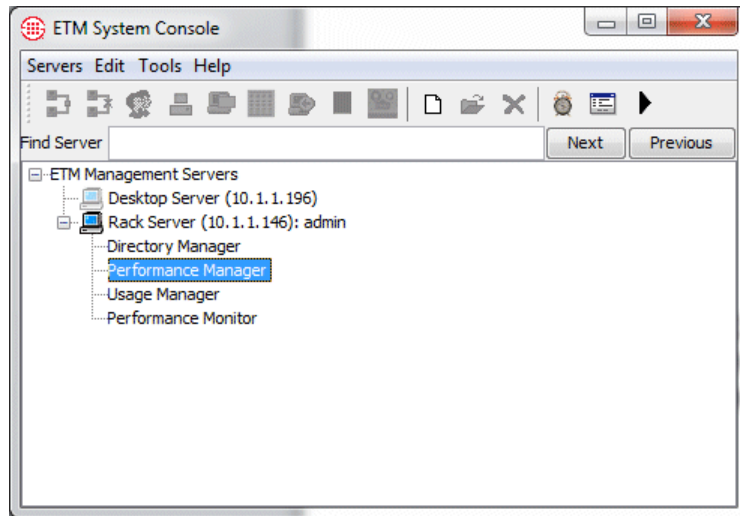 ETM System Console
Servers Edit Tools Help
Find Server Next Previous
ETM Management Servers
Desktop Server (10.1.1.196)
Rack Server (10.1.1.146): admin
Directory Manager
Performance Manager
Usage Manager
Performance Monitor